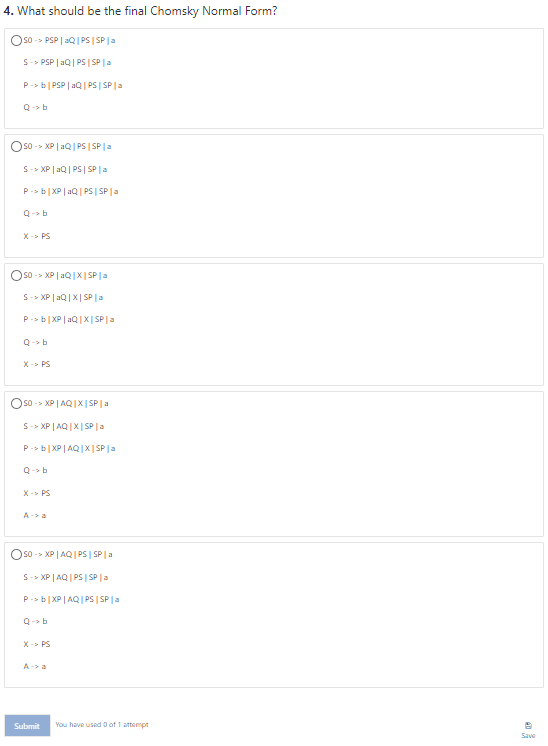 4. What should be the final Chomsky Normal Form?
S0 -> PSP | aQ | PS | SP | a
S -> PSP | aQ | PS | SP | a
P -> b | PSP | aQ | PS | SP | a
Q -> b
S0 -> XP | aQ | PS | SP | a
S -> XP | aQ | PS | SP | a
P -> b | XP | aQ | PS | SP | a
Q -> b
X -> PS
S0 -> XP | aQ | X | SP | a
S -> XP | aQ | X | SP | a
P -> b | XP | aQ | X | SP | a
Q -> b
X -> PS
S0 -> XP | AQ | X | SP | a
S -> XP | AQ | X | SP | a
P -> b | XP | AQ | X | SP | a
Q -> b
X -> PS
A -> a
S0 -> XP | AQ | PS | SP | a
S -> XP | AQ | PS | SP | a
P -> b | XP | AQ | PS | SP | a
Q -> b
X -> PS
A -> a
Submit You have used 0 of 1 attempt
Save